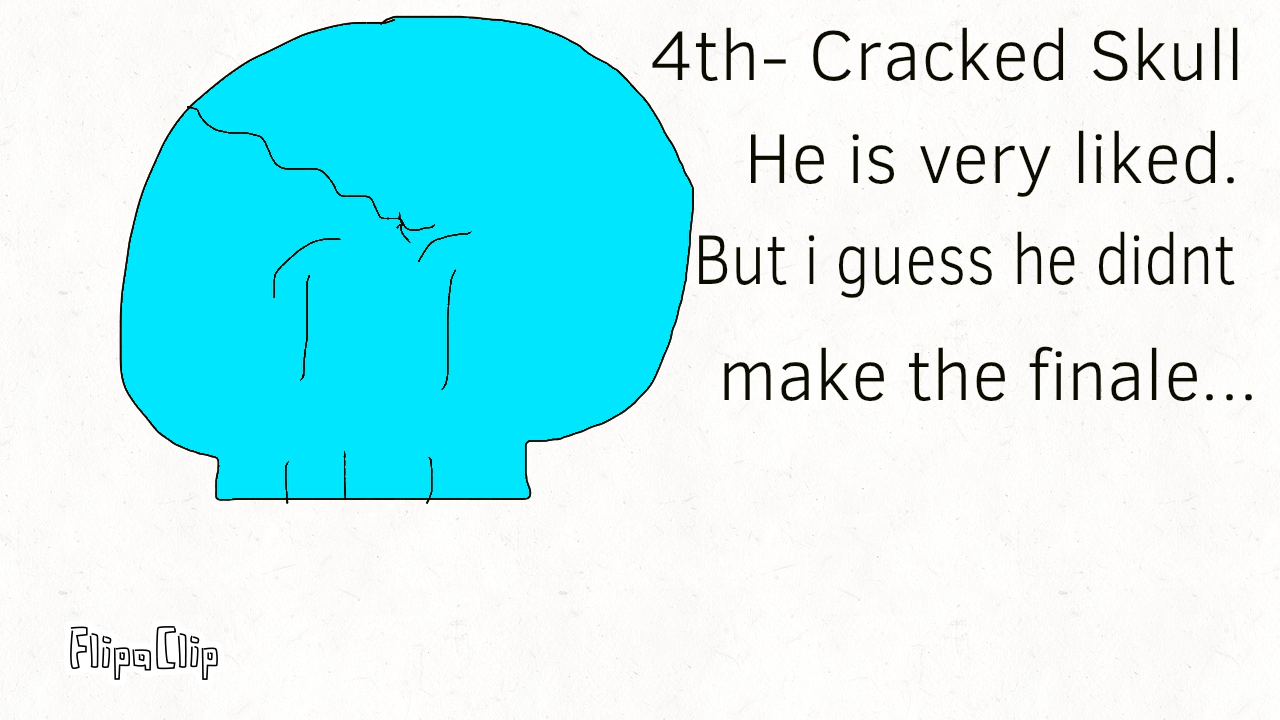 4th- Cracked Skull
He is very liked.
But i guess he didnt
make the finale...
FlipaClip